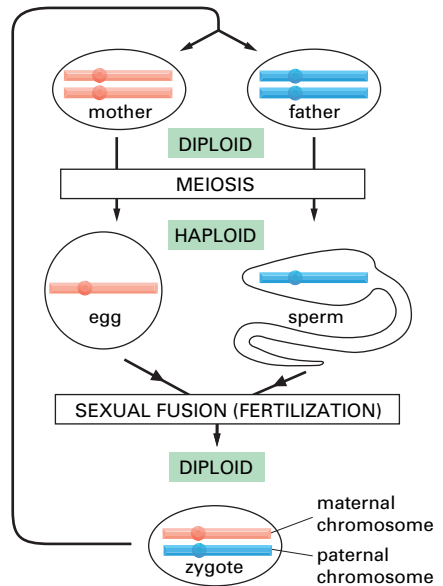 mother
father
DIPLOID
MEIOSIS
HAPLOID
egg
sperm
SEXUAL FUSION (FERTILIZATION)
DIPLOID
maternal
chromosome
paternal
chromosome
zygote